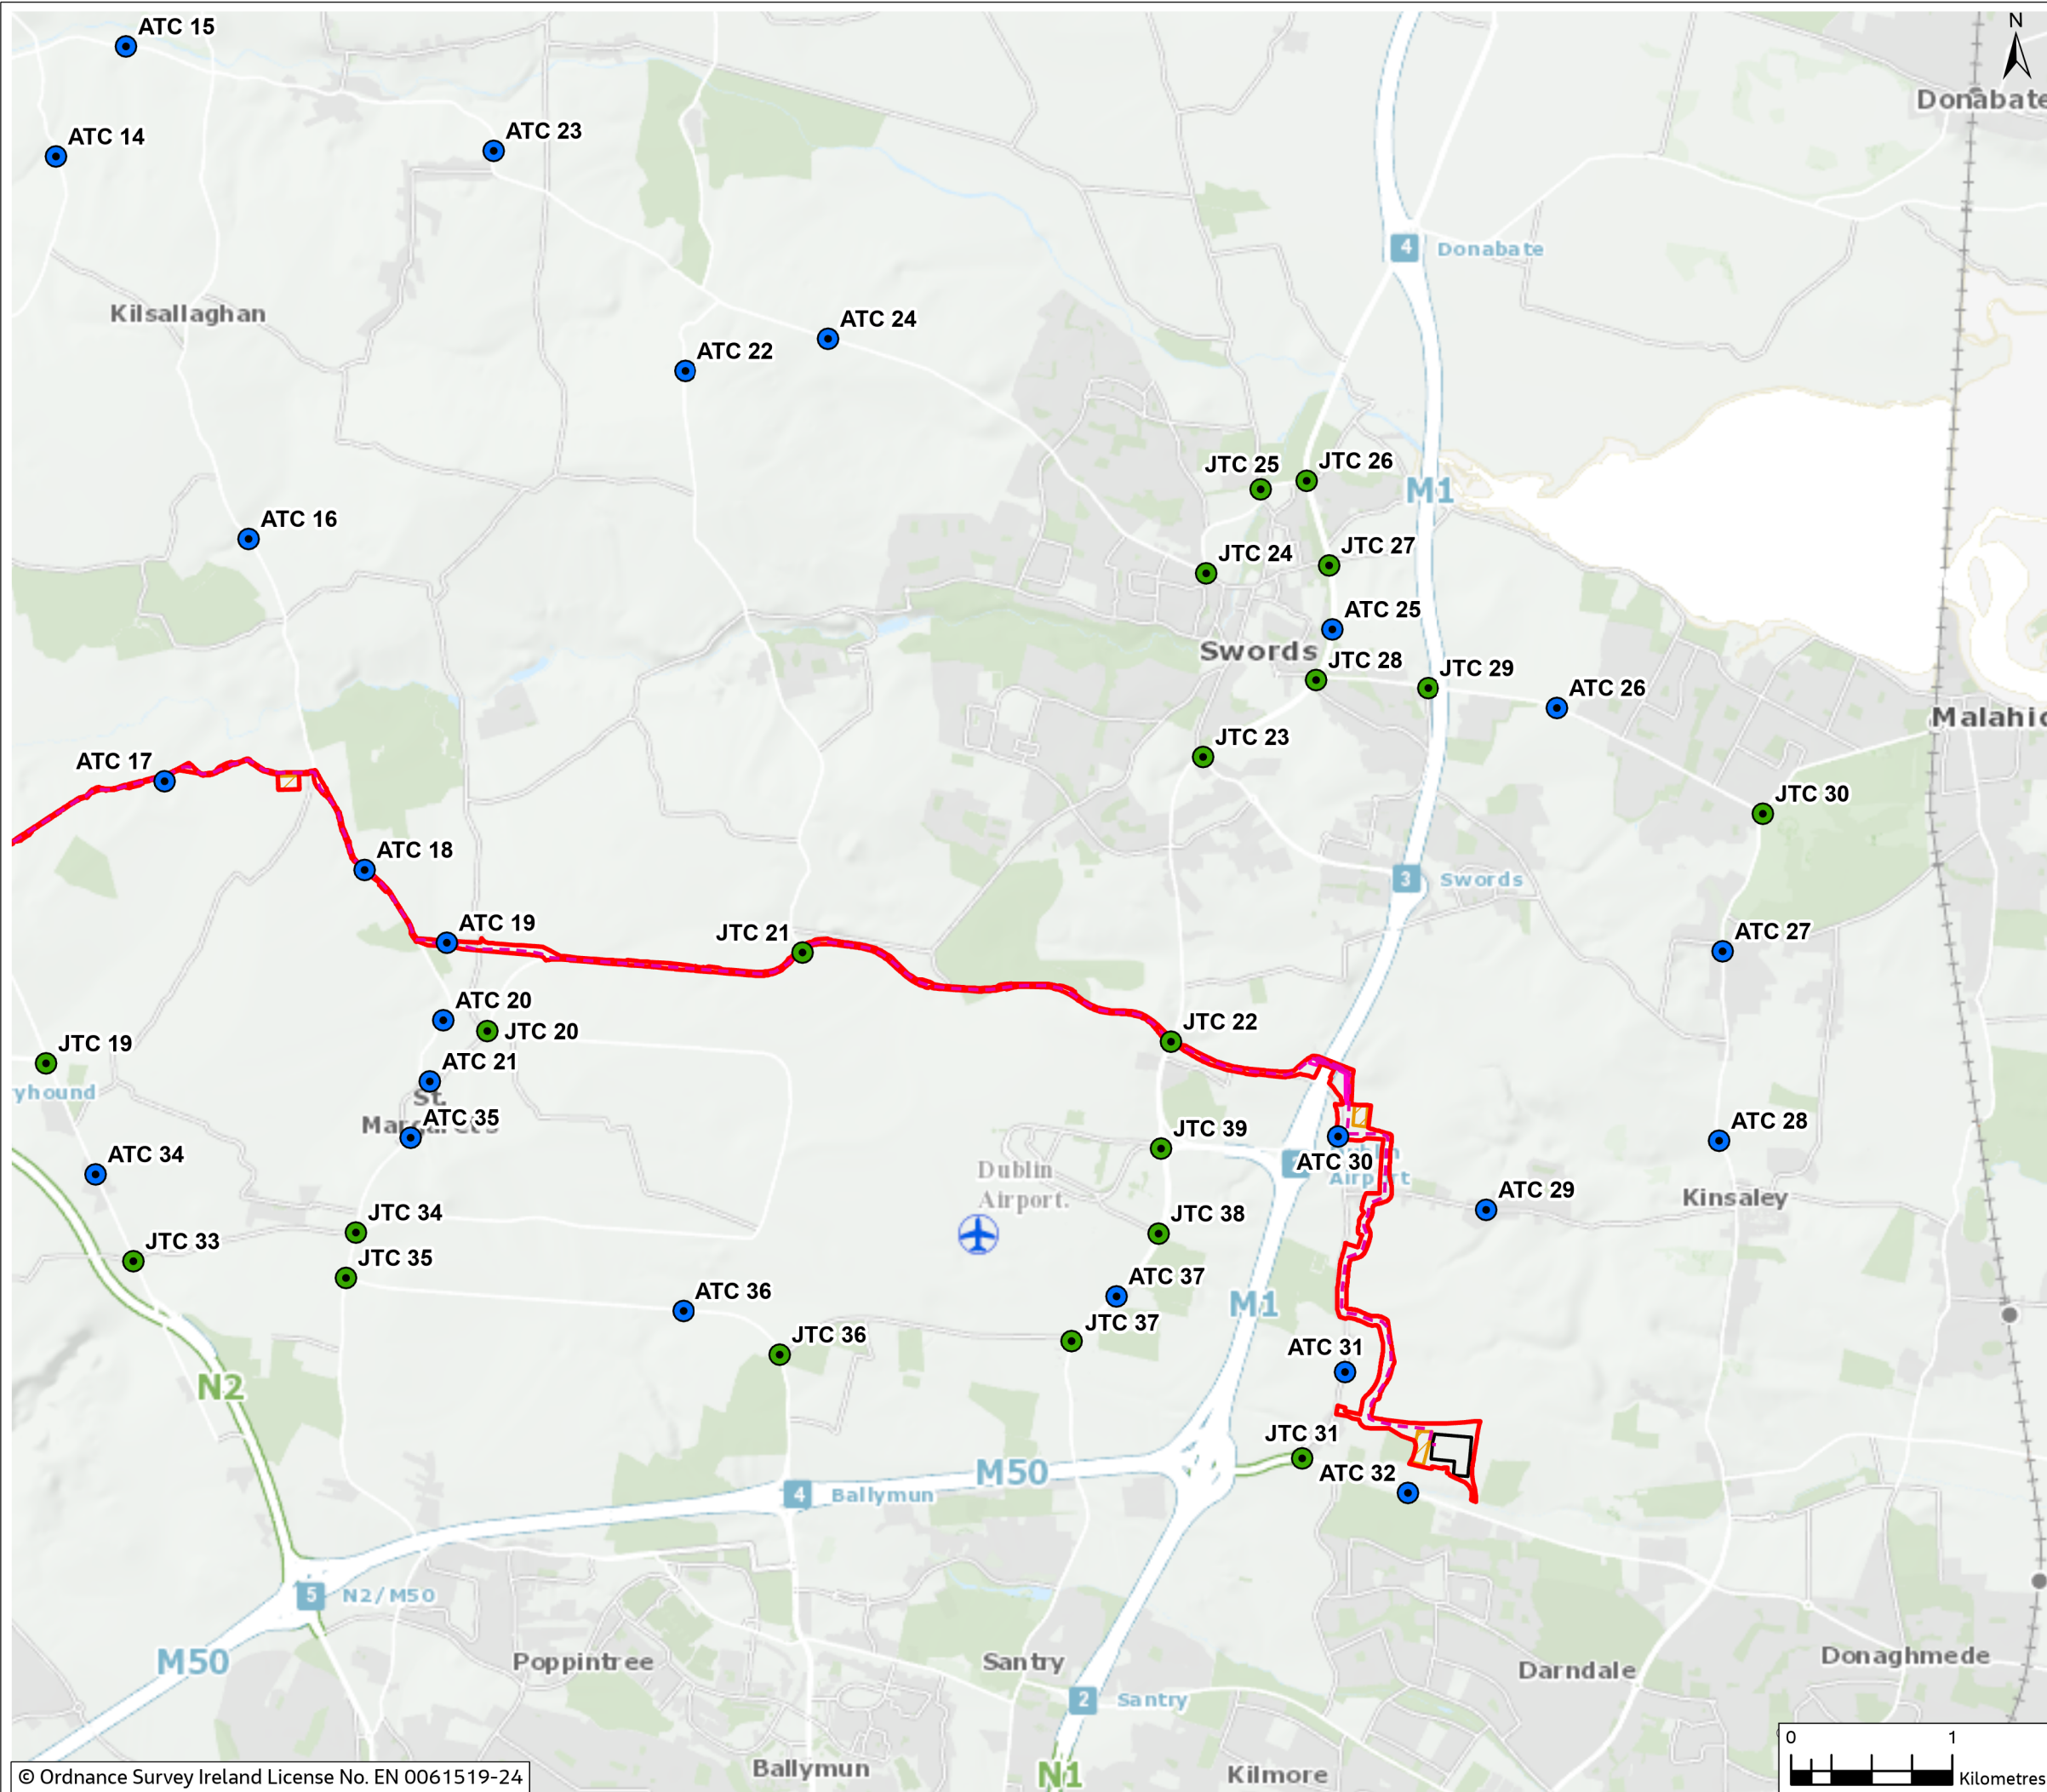 ATC 15
N
Donabate
ATC 14
ATC 23
4 Donabate
Kilsallaghan
ATC 24
ATC 22
JTC 25
JTC 26
M1
ATC 16
JTC 24
JTC 27
ATC 25
Swords
JTC 28
JTC 29
ATC 26
Malahid
JTC 23
ATC 17
JTC 30
ATC 18
3 Swords
ATC 19
JTC 21
ATC 27
ATC 20
JTC 20
JTC 22
JTC 19
ATC 21
yhound
St.
Margaret's
ATC 35
JTC 39
ATC 28
ATC 34
Dublin
Airport.
ATC 30
Dublin
Airport
ATC 29
Kinsaley
JTC 34
JTC 38
JTC 33
JTC 35
ATC 36
ATC 37
M1
JTC 36
JTC 37
ATC 31
N2
JTC 31
M50
ATC 32
4 Ballymun
5 N2/M50
M50
Poppintree
Santry
Darndale
Donaghmede
2 Santry
0 1
Kilometres
Ballymun
N1
Kilmore
© Ordnance Survey Ireland License No. EN 0061519-24